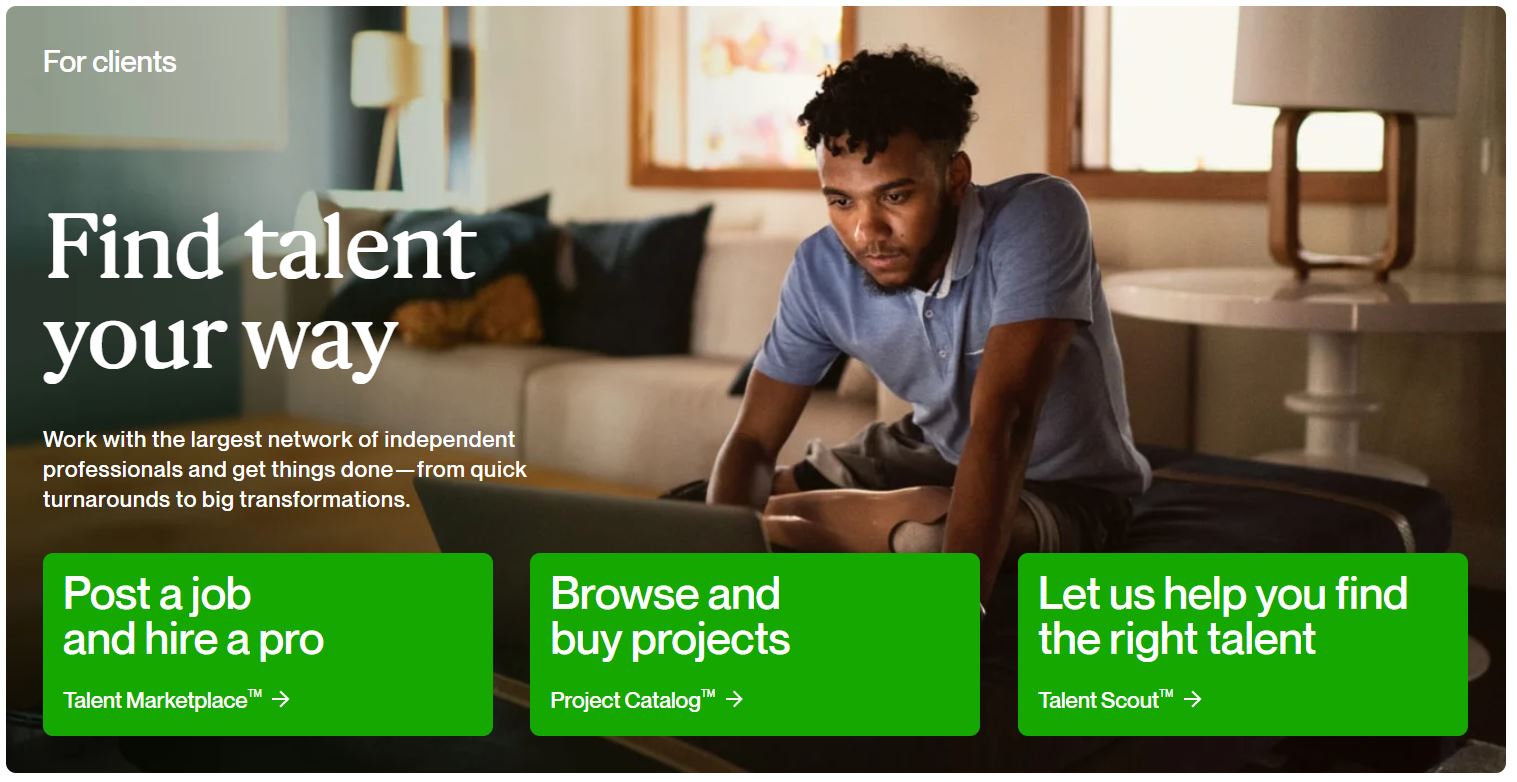 For clients
Find talent
your way
Work with the largest network of independent
professionals and get things done—from quick
turnarounds to big transformations.
Post a job
and hire a pro
Talent Marketplace™ →
Browse and
buy projects
Project Catalog™ →
Let us help you find
the right talent
Talent Scout™ →